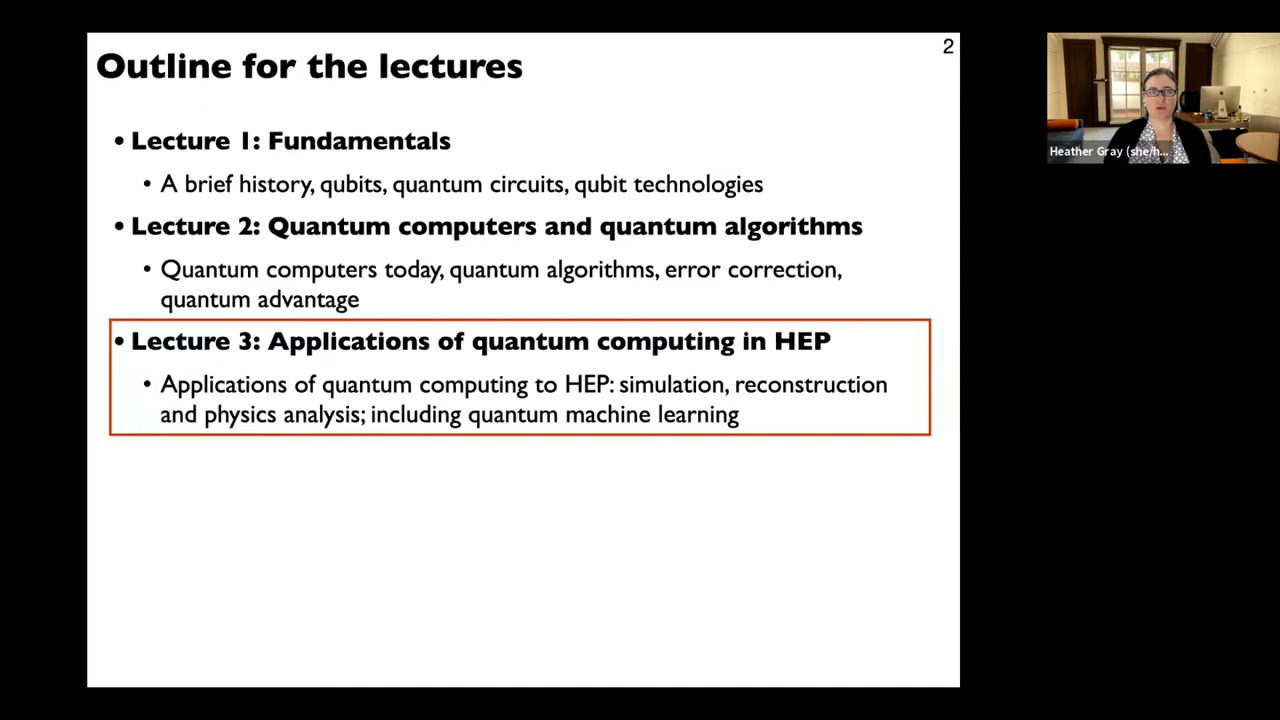 2
Outline for the lectures
• Lecture 1: Fundamentals
• A brief history, qubits, quantum circuits, qubit technologies
• Lecture 2: Quantum computers and quantum algorithms
• Quantum computers today, quantum algorithms, error correction,
quantum advantage
• Lecture 3: Applications of quantum computing in HEP
• Applications of quantum computing to HEP: simulation, reconstruction
and physics analysis; including quantum machine learning
Heather Gray (she/h...